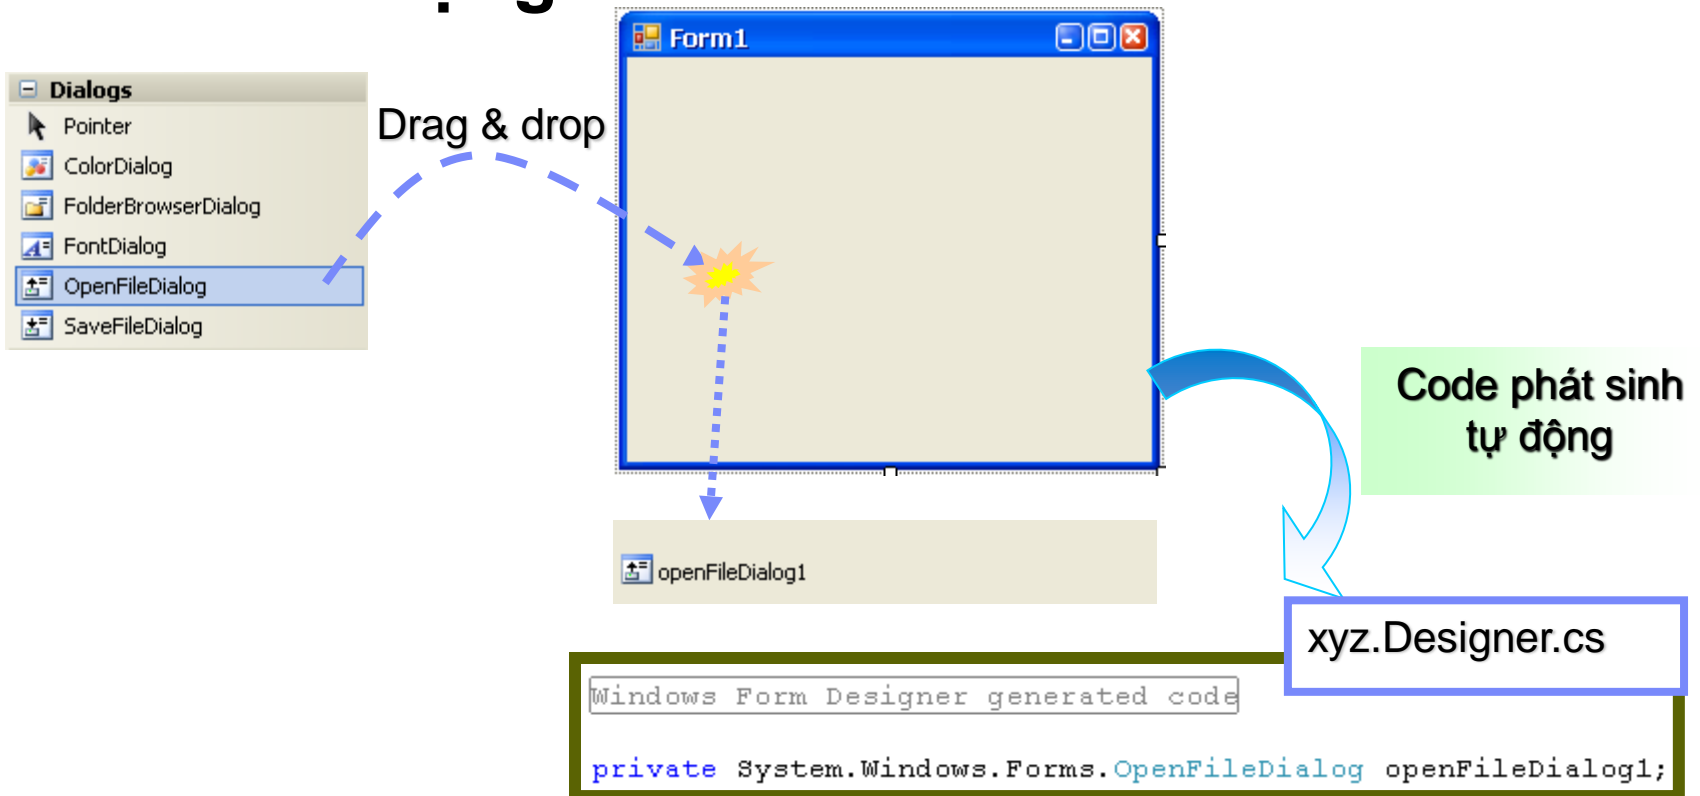 Form1
Dialogs
Pointer
ColorDialog
FolderBrowserDialog
FontDialog
OpenFileDialog
SaveFileDialog
Drag & drop
Code phát sinh
tự động
openFileDialog1
xyz.Designer.cs
Windows Form Designer generated code
private System.Windows.Forms.OpenFileDialog openFileDialog1;